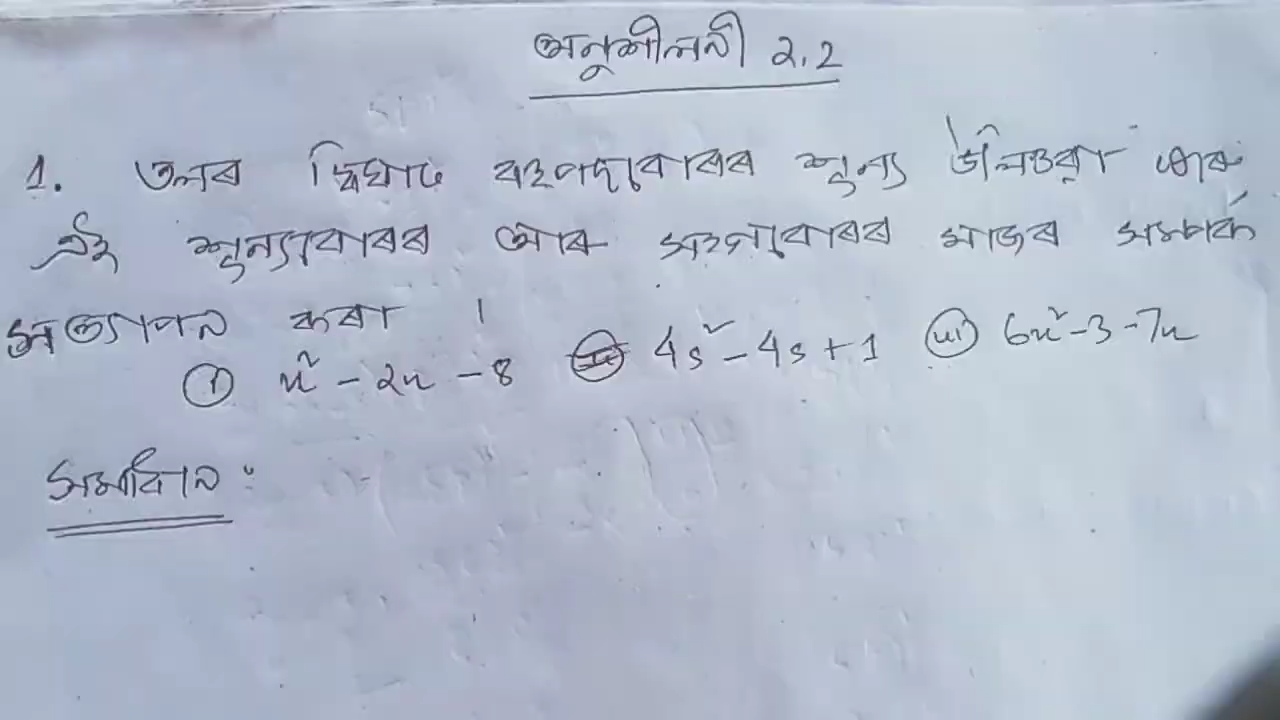 অনুশীলনী ২.2
1. তলৰ দ্বিঘাত বহুপদবোৰৰ শূন্য উলিওৱা আৰু
এই শূন্যবোৰৰ আৰু সহগবোৰৰ মাজৰ সম্পৰ্ক
সত্যাপন কৰা ।
(i) x² - 2x - 8 (ii) 4s² - 4s + 1 (iii) 6x² - 3 - 7x
সমাধান :